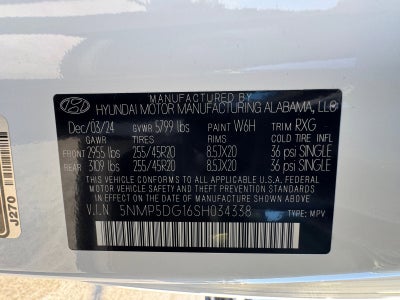 MANUFACTURED BY
HYUNDAI MOTOR MANUFACTURING ALABAMA, LLC
Dec/03/24 GVWR 5799 lbs PAINT W6H TRIM RXG
GAWR TIRES RIMS COLD TIRE INFL
FRONT 2955 lbs 255/45R20 8.5JX20 36 psi SINGLE
REAR 3109 lbs 255/45R20 8.5JX20 36 psi SINGLE
THIS VEHICLE CONFORMS TO ALL APPLICABLE U.S.A. FEDERAL
MOTOR VEHICLE SAFETY AND THEFT PREVENTION STANDARDS
IN EFFECT ON THE DATE OF MANUFACTURE SHOWN ABOVE.
V.I.N 5NMP5DG16SH034338 TYPE: MPV
J270